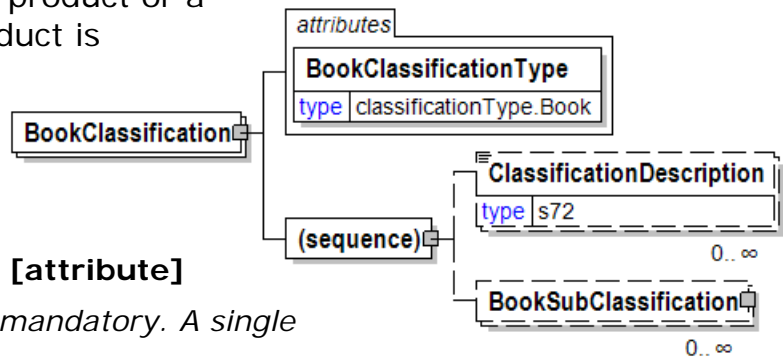 product or a
duct is
attributes
BookClassificationType
type classificationType.Book
BookClassification
ClassificationDescription
type s72
0.. ∞
(sequence)
[attribute]
BookSubClassification
mandatory. A single
0.. ∞